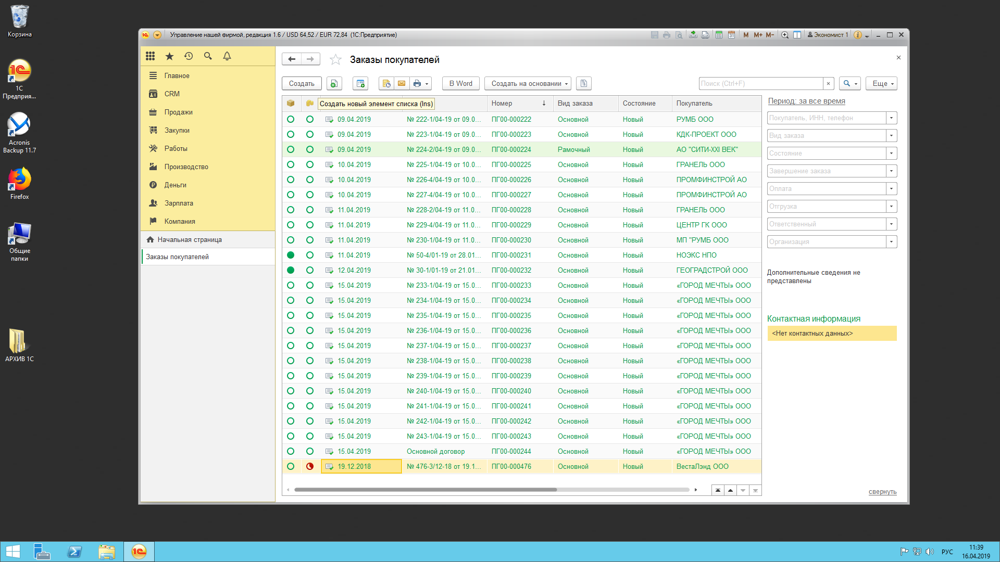 Корзина
1С
Предприя...
Acronis
Backup 11.7
Firefox
Общие
папки
АРХИВ 1С
Управление нашей фирмой, редакция 1.6 / USD 64,52 / EUR 72,84 (1С:Предприятие)
M M+ M- Экономист 1
Главное
CRM
Продажи
Закупки
Работы
Производство
Деньги
Зарплата
Компания
Начальная страница
Заказы покупателей
Заказы покупателей
Создать В Word Создать на основании Поиск (Ctrl+F) × Еще
Создать новый элемент списка (Ins) Номер ↓ Вид заказа Состояние Покупатель
09.04.2019 № 222-1/04-19 от 09.0... ПГ00-000222 Основной Новый РУМБ ООО
09.04.2019 № 223-1/04-19 от 09.0... ПГ00-000223 Основной Новый КДК-ПРОЕКТ ООО
09.04.2019 № 224-2/04-19 от 09.0... ПГ00-000224 Рамочный Новый АО "СИТИ-XXI ВЕК"
10.04.2019 № 225-1/04-19 от 10.0... ПГ00-000225 Основной Новый ГРАНЕЛЬ ООО
10.04.2019 № 226-4/04-19 от 10.0... ПГ00-000226 Основной Новый ПРОМФИНСТРОЙ АО
10.04.2019 № 227-4/04-19 от 10.0... ПГ00-000227 Основной Новый ПРОМФИНСТРОЙ АО
11.04.2019 № 228-2/04-19 от 11.0... ПГ00-000228 Основной Новый ГРАНЕЛЬ ООО
11.04.2019 № 229-4/04-19 от 11.0... ПГ00-000229 Основной Новый ЦЕНТР ГК ООО
11.04.2019 № 230-1/04-19 от 11.0... ПГ00-000230 Основной Новый МП "РУМБ ООО
11.04.2019 № 50-4/01-19 от 28.01... ПГ00-000231 Основной Новый НОЭКС НПО
12.04.2019 № 30-1/01-19 от 21.01... ПГ00-000232 Основной Новый ГЕОГРАДСТРОЙ ООО
15.04.2019 № 233-1/04-19 от 15.0... ПГ00-000233 Основной Новый «ГОРОД МЕЧТЫ» ООО
15.04.2019 № 234-1/04-19 от 15.0... ПГ00-000234 Основной Новый «ГОРОД МЕЧТЫ» ООО
15.04.2019 № 235-1/04-19 от 15.0... ПГ00-000235 Основной Новый «ГОРОД МЕЧТЫ» ООО
15.04.2019 № 236-1/04-19 от 15.0... ПГ00-000236 Основной Новый «ГОРОД МЕЧТЫ» ООО
15.04.2019 № 237-1/04-19 от 15.0... ПГ00-000237 Основной Новый «ГОРОД МЕЧТЫ» ООО
15.04.2019 № 238-1/04-19 от 15.0... ПГ00-000238 Основной Новый «ГОРОД МЕЧТЫ» ООО
15.04.2019 № 239-1/04-19 от 15.0... ПГ00-000239 Основной Новый «ГОРОД МЕЧТЫ» ООО
15.04.2019 № 240-1/04-19 от 15.0... ПГ00-000240 Основной Новый «ГОРОД МЕЧТЫ» ООО
15.04.2019 № 241-1/04-19 от 15.0... ПГ00-000241 Основной Новый «ГОРОД МЕЧТЫ» ООО
15.04.2019 № 242-1/04-19 от 15.0... ПГ00-000242 Основной Новый «ГОРОД МЕЧТЫ» ООО
15.04.2019 № 243-1/04-19 от 15.0... ПГ00-000243 Основной Новый «ГОРОД МЕЧТЫ» ООО
15.04.2019 Основной договор ПГ00-000244 Основной Новый «ГОРОД МЕЧТЫ» ООО
19.12.2018 № 476-3/12-18 от 19.1... ПГ00-000476 Основной Новый ВестаЛэнд ООО
Период: за все время
Покупатель, ИНН, телефон
Вид заказа
Состояние
Завершение заказа
Оплата
Отгрузка
Ответственный
Организация
Дополнительные сведения не
представлены
Контактная информация
<Нет контактных данных>
свернуть
РУС
11:39
16.04.2019